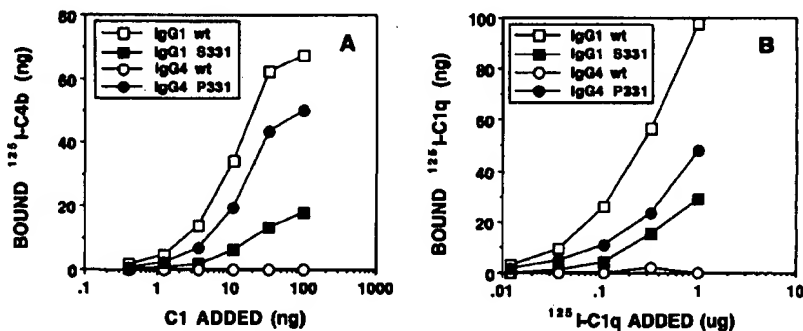 A
IgG1 wt
IgG1 S331
IgG4 wt
IgG4 P331
80
60
40
20
0
.1
1
10
100
1000
BOUND ¹²⁵I-C4b (ng)
C1 ADDED (ng)
B
IgG1 wt
IgG1 S331
IgG4 wt
IgG4 P331
100
80
60
40
20
0
.01
.1
1
10
BOUND ¹²⁵I-C1q (ng)
¹²⁵I-C1q ADDED (ug)